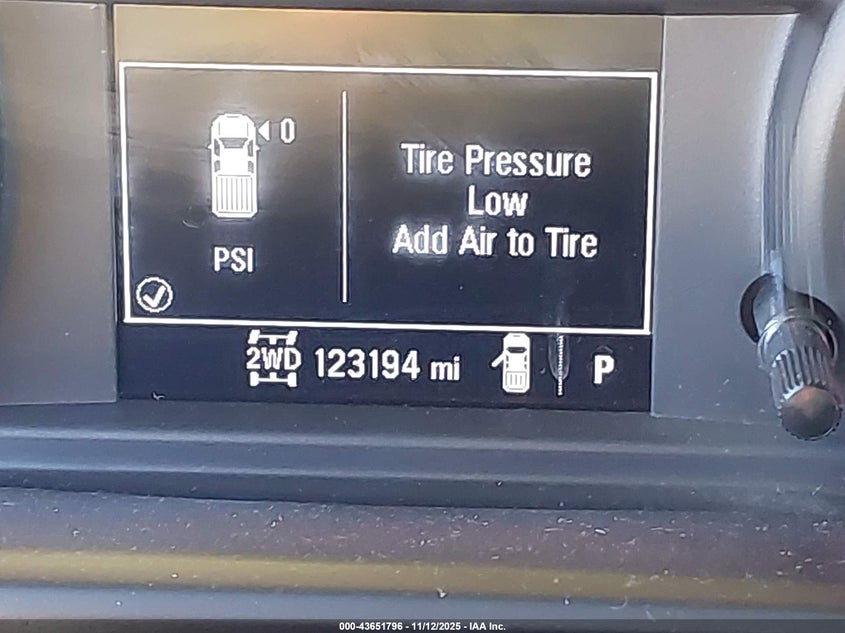 0
Tire Pressure
Low
Add Air to Tire
PSI
2WD 123194 mi P
000-43651796 - 11/12/2025 - IAA Inc.